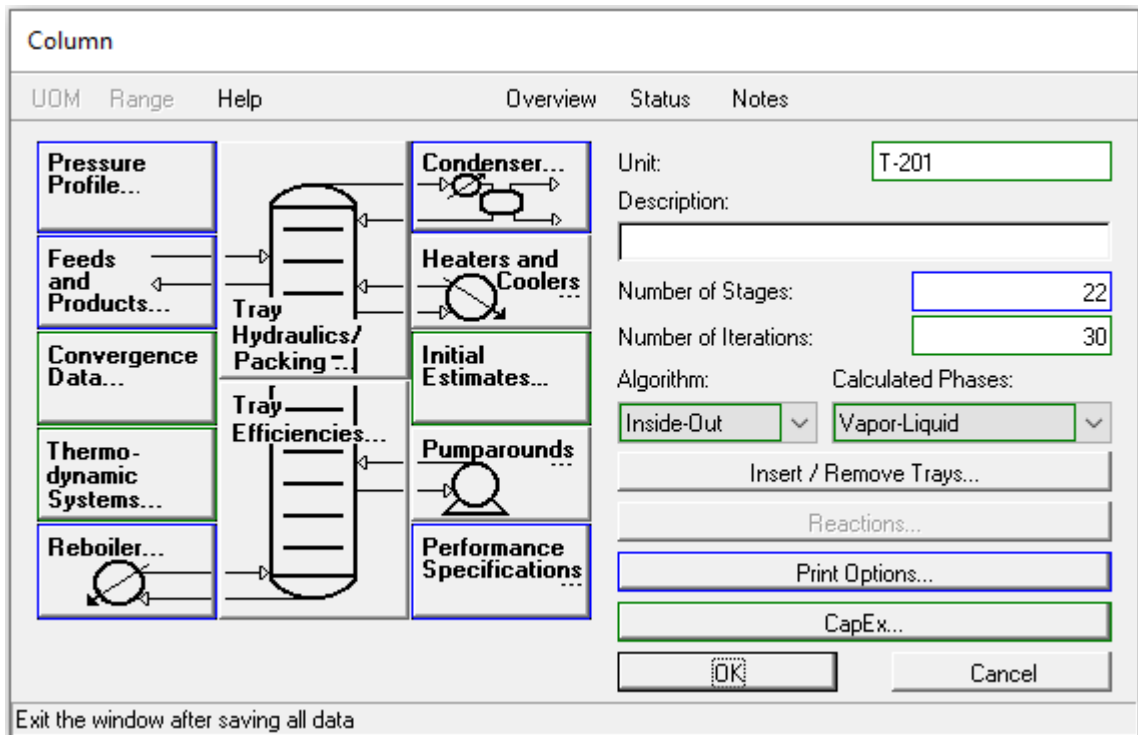 Column
UOM Range Help Overview Status Notes
Pressure
Profile...
Feeds
and
Products...
Convergence
Data...
Thermo-
dynamic
Systems...
Reboiler...
Tray
Hydraulics/
Packing ...
Tray
Efficiencies...
Condenser...
Heaters and
Coolers
...
Initial
Estimates...
Pumparounds
...
Performance
Specifications
...
Unit: T-201
Description:
Number of Stages: 22
Number of Iterations: 30
Algorithm: Calculated Phases:
Inside-Out Vapor-Liquid
Insert / Remove Trays...
Reactions...
Print Options...
CapEx...
OK Cancel
Exit the window after saving all data